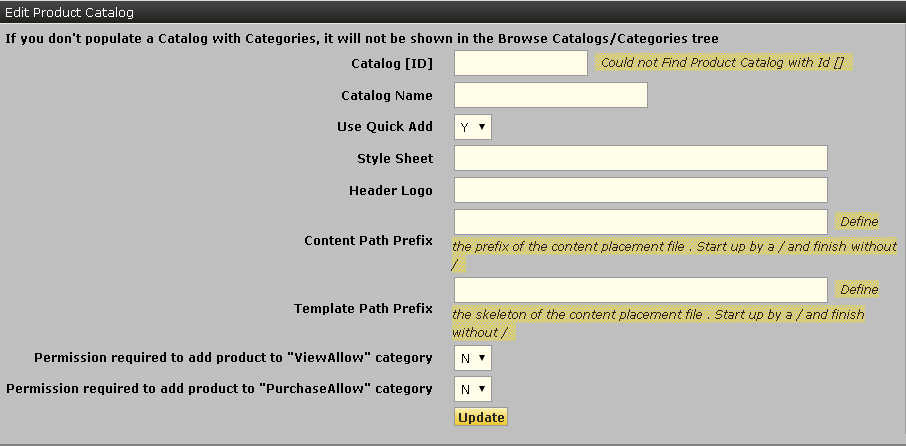 Edit Product Catalog
If you don't populate a Catalog with Categories, it will not be shown in the Browse Catalogs/Categories tree
Catalog [ID] Could not Find Product Catalog with Id []
Catalog Name
Use Quick Add Y
Style Sheet
Header Logo
Content Path Prefix Define
the prefix of the content placement file . Start up by a / and finish without
/
Template Path Prefix Define
the skeleton of the content placement file . Start up by a / and finish
without /
Permission required to add product to "ViewAllow" category N
Permission required to add product to "PurchaseAllow" category N
Update